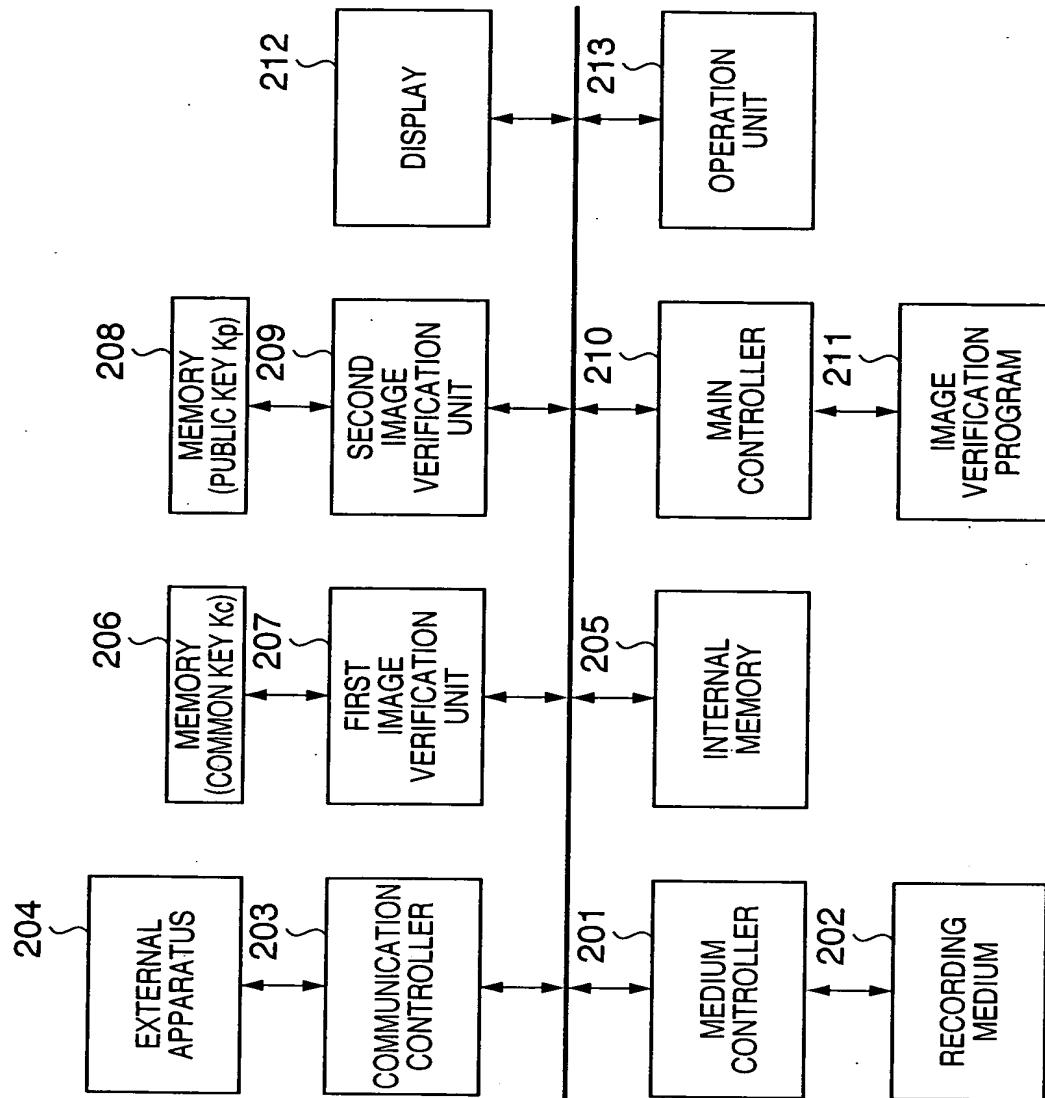 204
EXTERNAL
APPARATUS
203
COMMUNICATION
CONTROLLER
206
MEMORY
(COMMON KEY Kc)
207
FIRST
IMAGE
VERIFICATION
UNIT
208
MEMORY
(PUBLIC KEY Kp)
209
SECOND
IMAGE
VERIFICATION
UNIT
212
DISPLAY
201
MEDIUM
CONTROLLER
202
RECORDING
MEDIUM
205
INTERNAL
MEMORY
210
MAIN
CONTROLLER
211
IMAGE
VERIFICATION
PROGRAM
213
OPERATION
UNIT